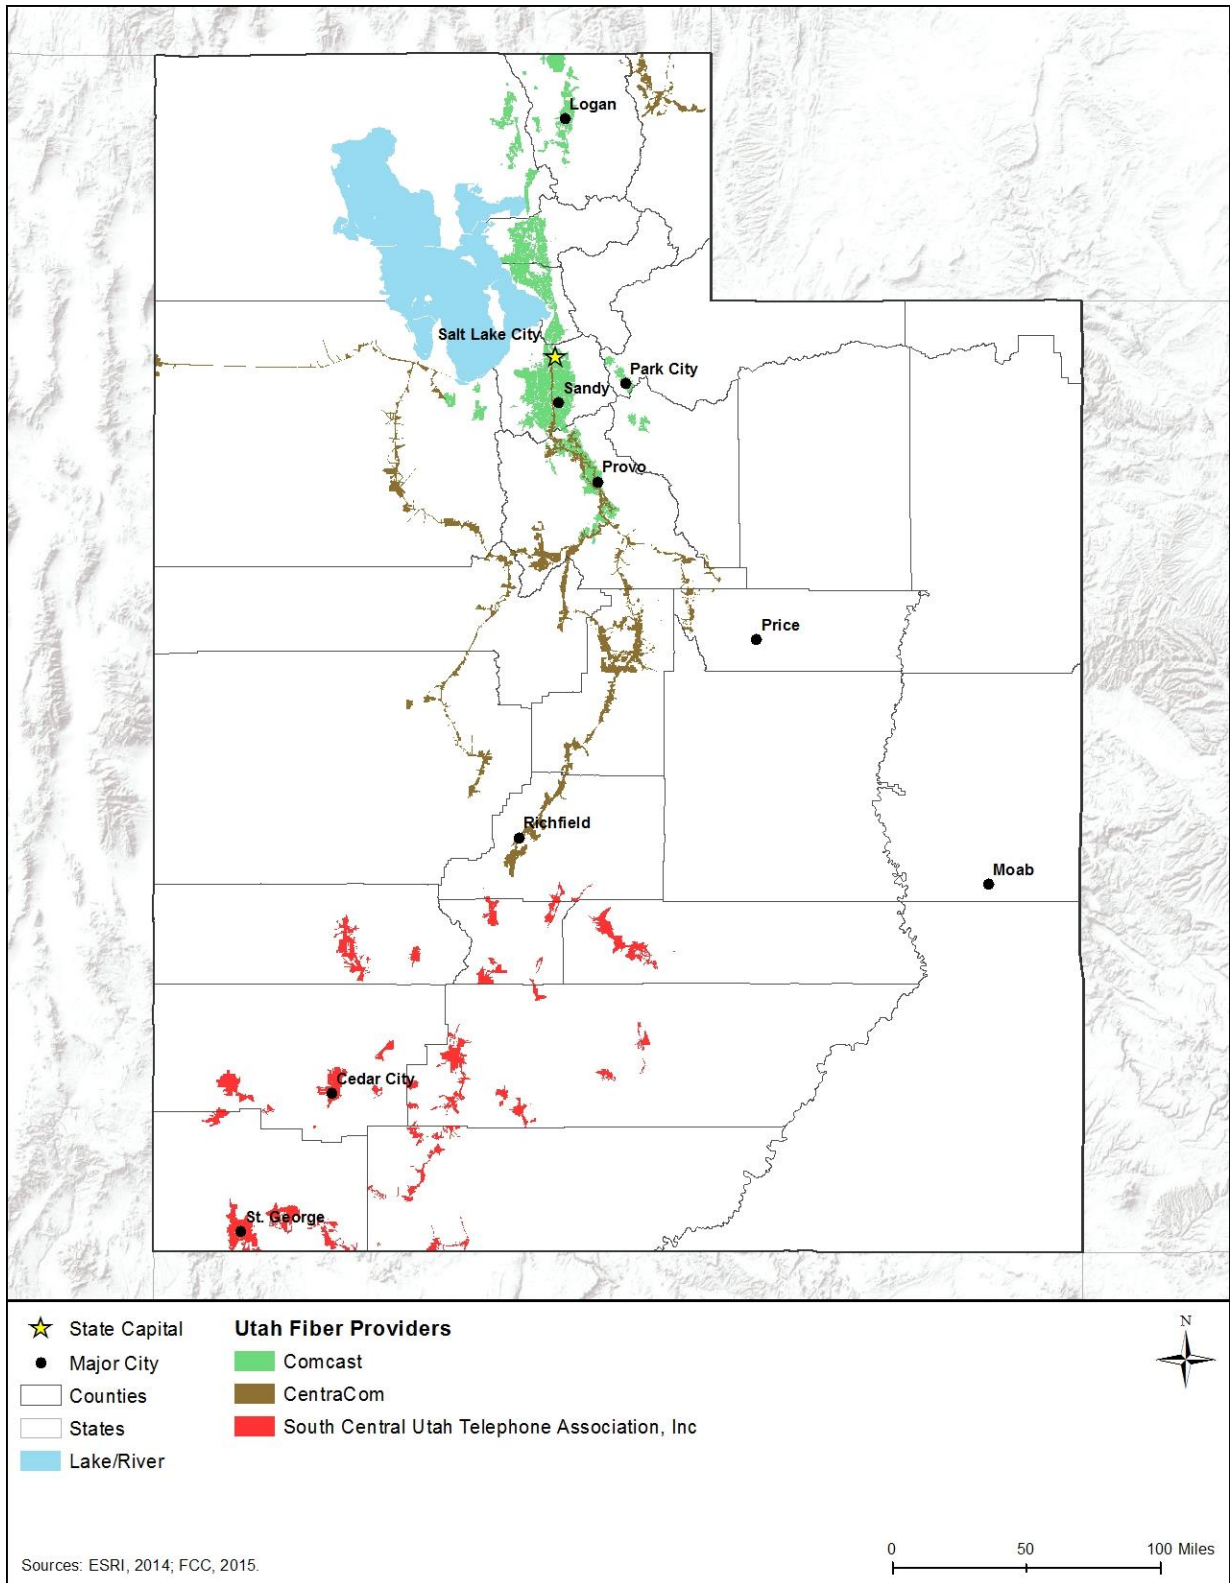 Logan
Salt Lake City
Park City
Sandy
Provo
Price
Richfield
Moab
Cedar City
St. George
State Capital
Major City
Counties
States
Lake/River
Utah Fiber Providers
Comcast
CentraCom
South Central Utah Telephone Association, Inc
N
0 50 100 Miles
Sources: ESRI, 2014; FCC, 2015.